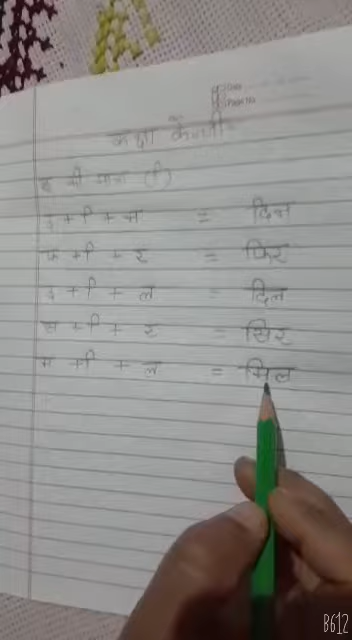 Date
Page No.
कक्षा केजी
इ की मात्रा (ि)
द + ि + न = दिन
फ + ि + र = फिर
द + ि + ल = दिल
स + ि + र = सिर
म + ि + ल = मिल
B612